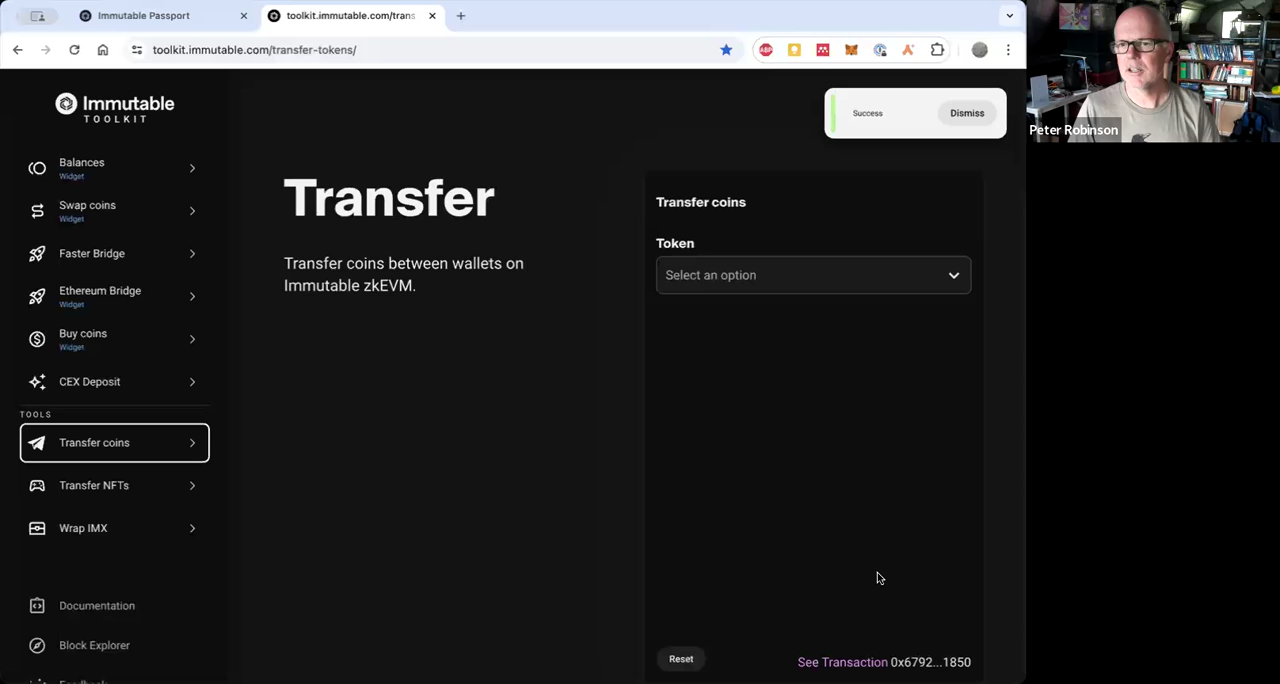 Immutable Passport
toolkit.immutable.com/trans
toolkit.immutable.com/transfer-tokens/
ABP
Peter Robinson
Immutable
TOOLKIT
Success
Dismiss
Balances
Widget
Swap coins
Widget
Faster Bridge
Ethereum Bridge
Widget
Buy coins
Widget
CEX Deposit
TOOLS
Transfer coins
Transfer NFTs
Wrap IMX
Documentation
Block Explorer
Transfer
Transfer coins between wallets on
Immutable zkEVM.
Transfer coins
Token
Select an option
Reset
See Transaction 0x6792...1850